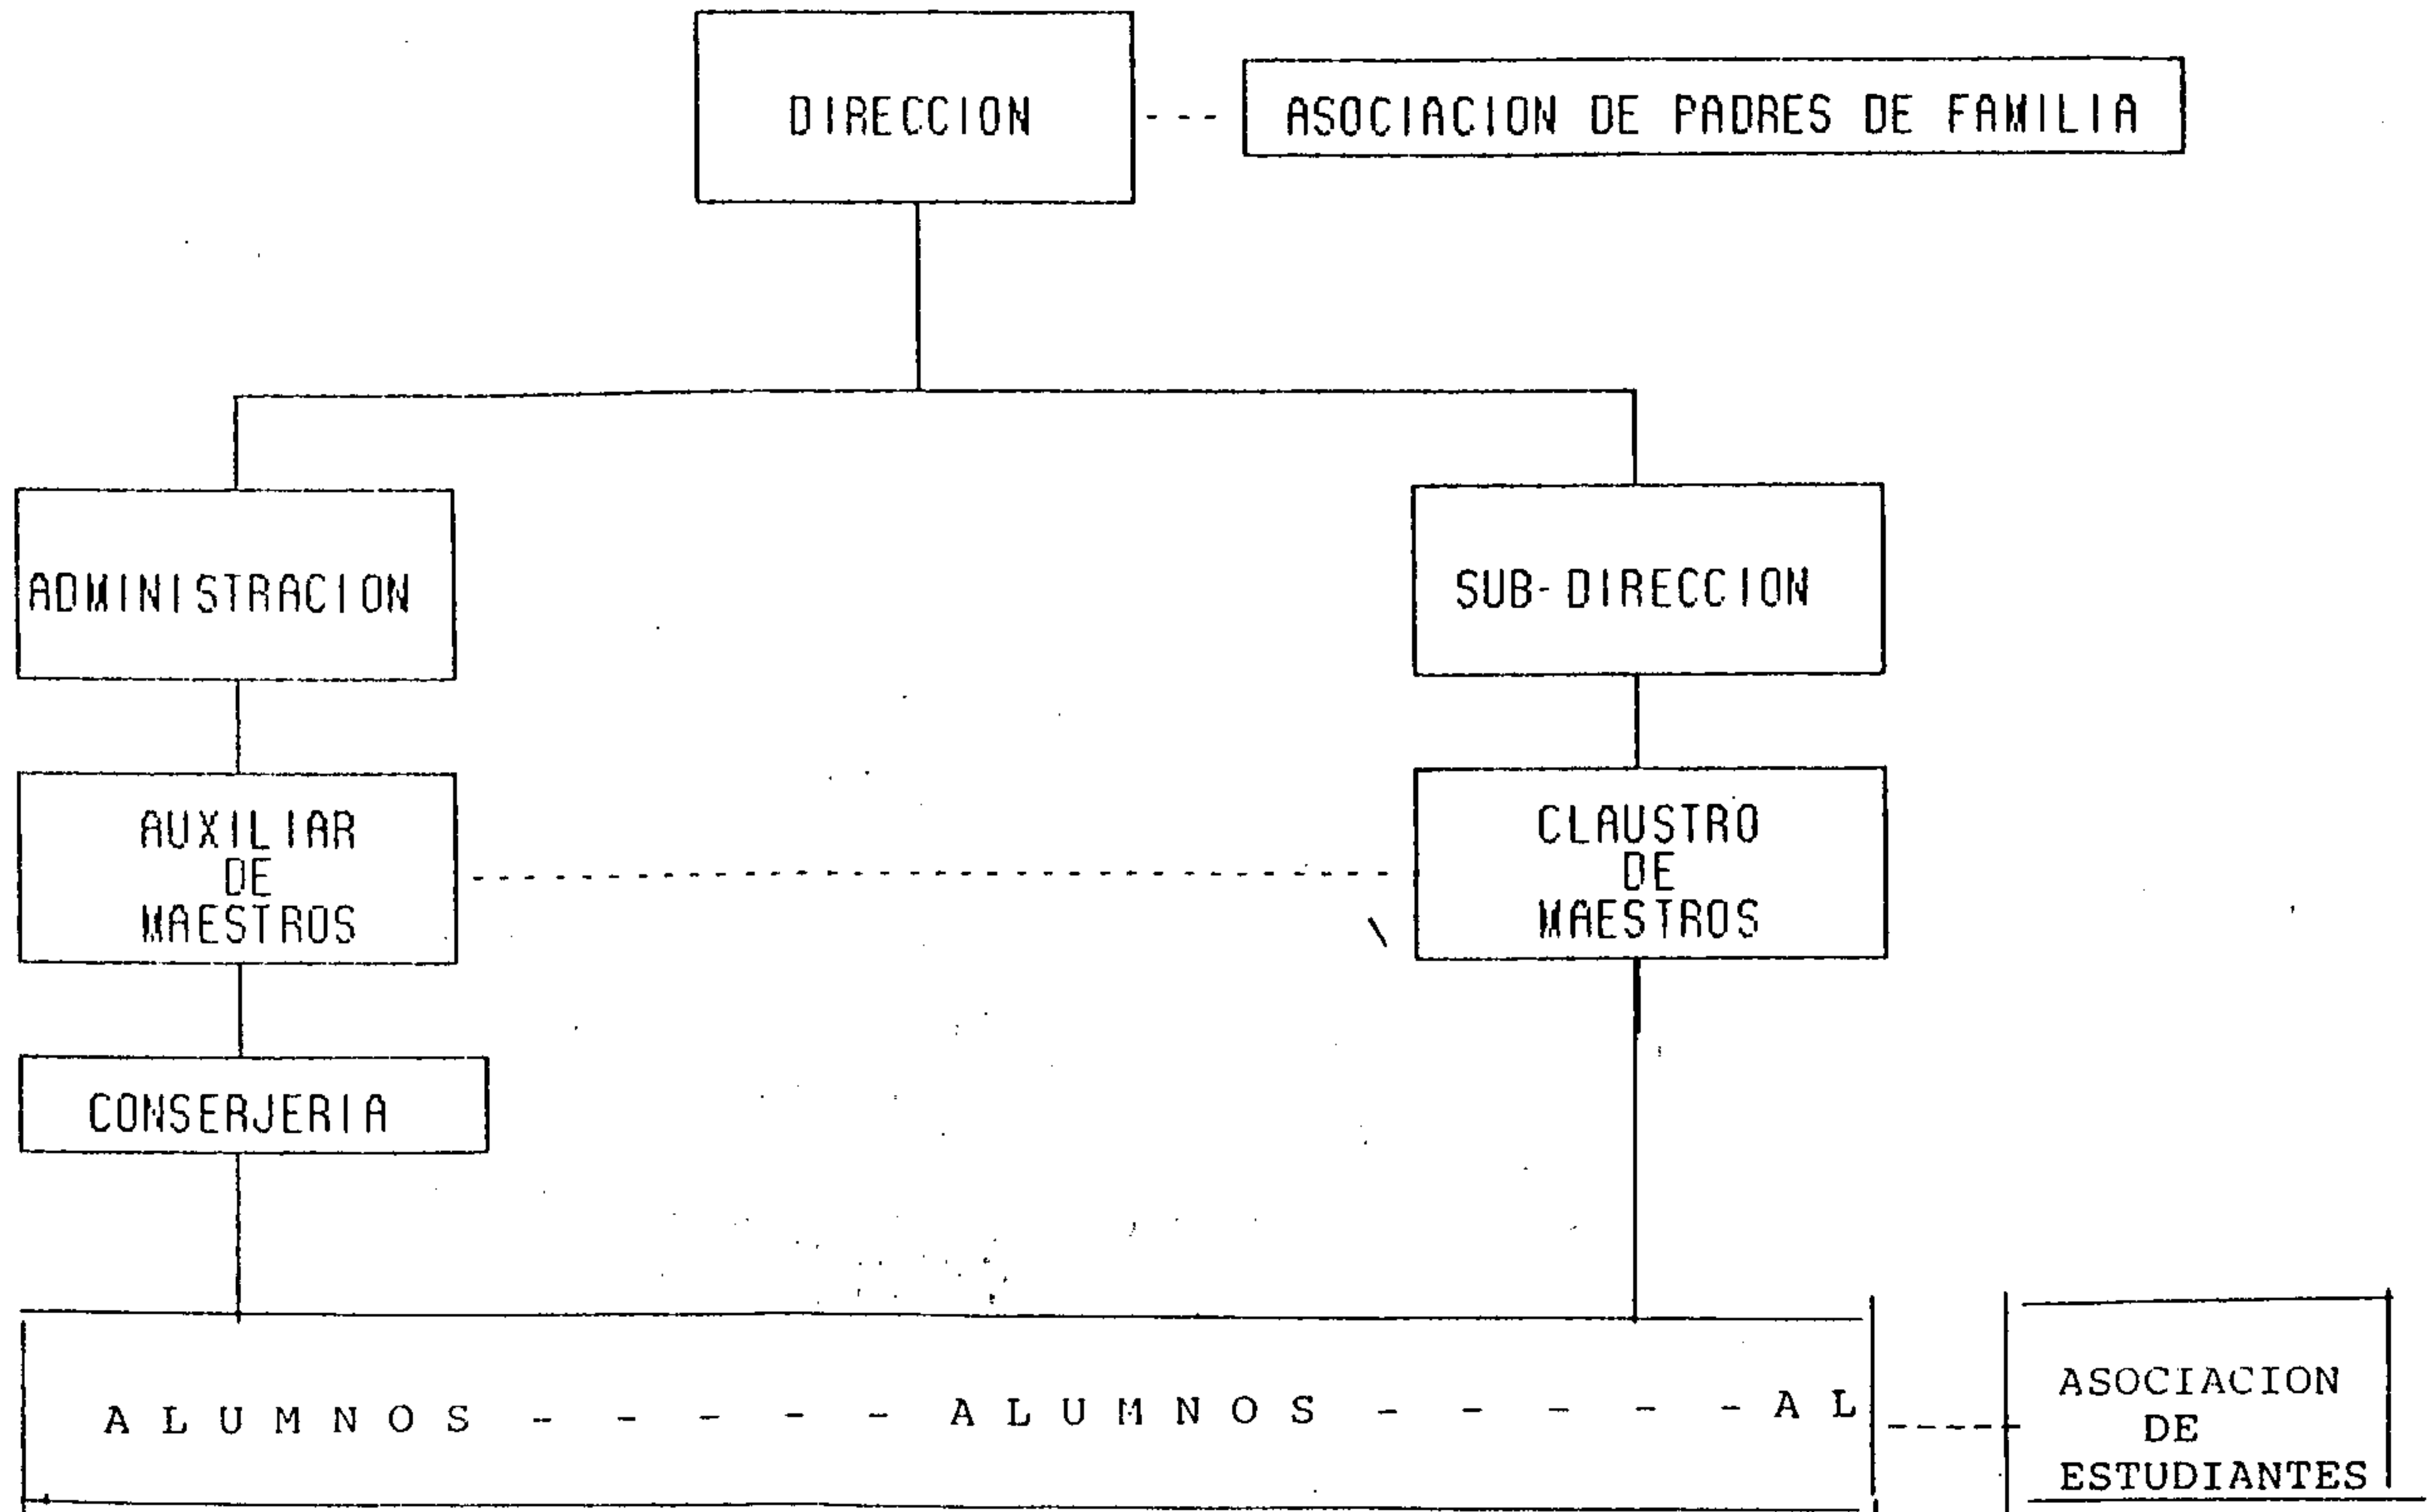 DIRECCION
ASOCIACION DE PADRES DE FAMILIA
ADMINISTRACION
SUB-DIRECCION
AUXILIAR
DE
MAESTROS
CLAUSTRO
DE
MAESTROS
CONSERJERIA
A L U M N O S - - - - - A L U M N O S - - - - - A L
ASOCIACION
DE
ESTUDIANTES